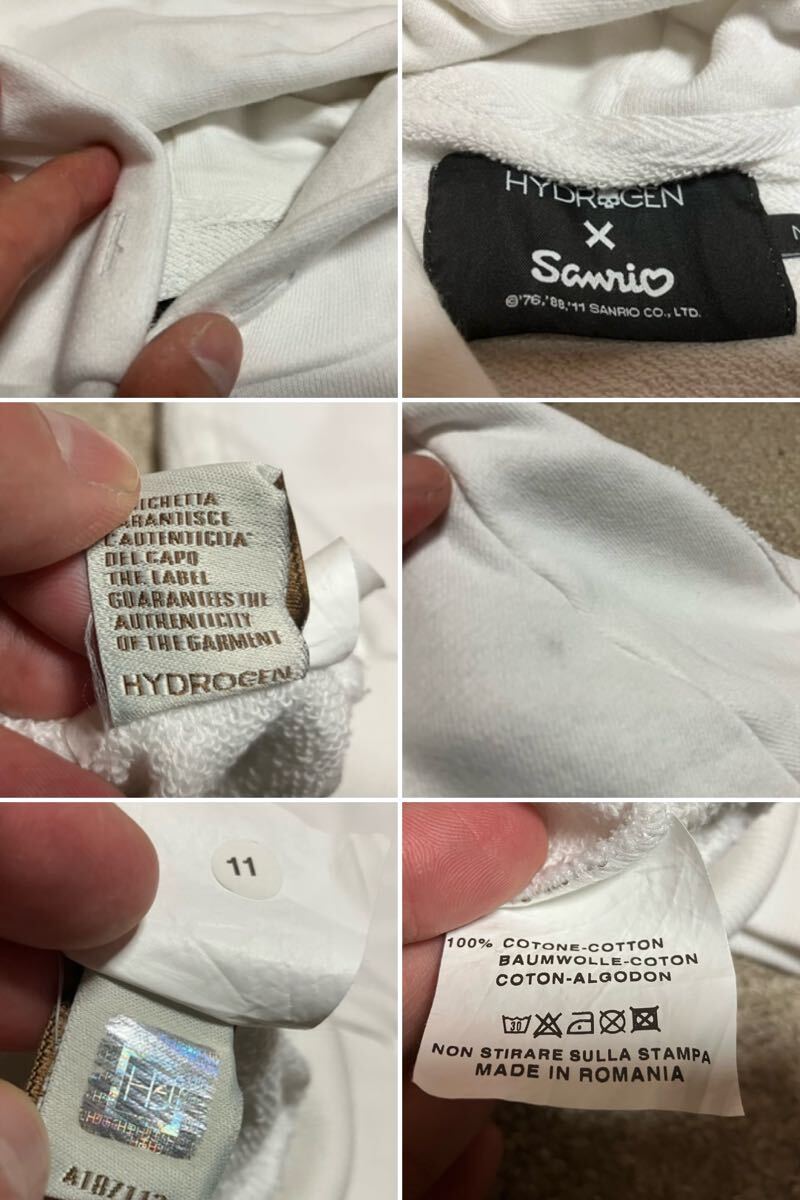 HYDROGEN
×
Sanrio
©'76,'88,'11 SANRIO CO., LTD.
GUARANTISCE
L'AUTENTICITA'
DEL CAPO
THE LABEL
GUARANTEES THE
AUTHENTICITY
OF THE GARMENT
HYDROGEN
11
H
100% COTONE-COTTON
BAUMWOLLE-COTON
COTON-ALGODON
30
NON STIRARE SULLA STAMPA
MADE IN ROMANIA